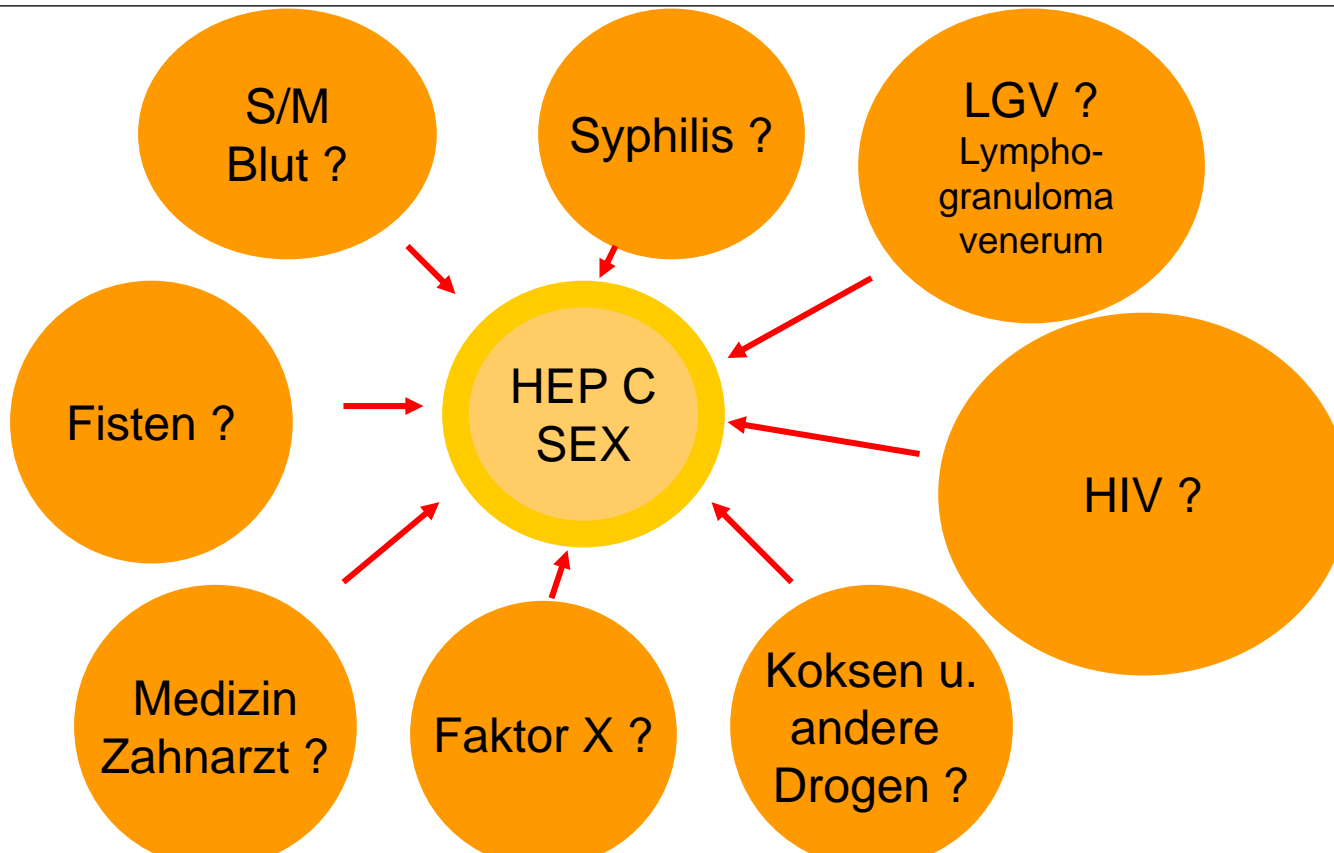 S/M
Blut ?
Syphilis ?
LGV ?
Lympho-
granuloma
venerum
Fisten ?
HEP C
SEX
HIV ?
Medizin
Zahnarzt ?
Faktor X ?
Koksen u.
andere
Drogen ?